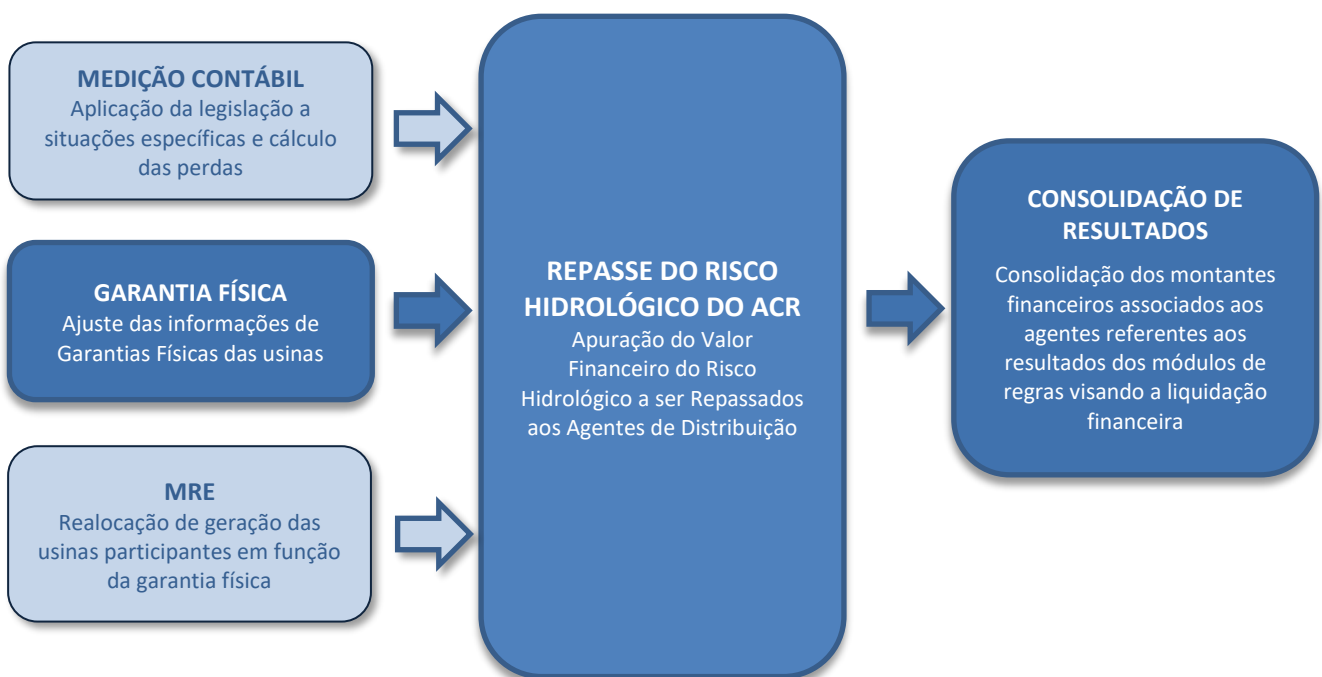 MEDIÇÃO CONTÁBIL
Aplicação da legislação a
situações específicas e cálculo
das perdas
GARANTIA FÍSICA
Ajuste das informações de
Garantias Físicas das usinas
MRE
Realocação de geração das
usinas participantes em função
da garantia física
REPASSE DO RISCO
HIDROLÓGICO DO ACR
Apuração do Valor
Financeiro do Risco
Hidrológico a ser Repassados
aos Agentes de Distribuição
CONSOLIDAÇÃO DE
RESULTADOS
Consolidação dos montantes
financeiros associados aos
agentes referentes aos
resultados dos módulos de
regras visando a liquidação
financeira